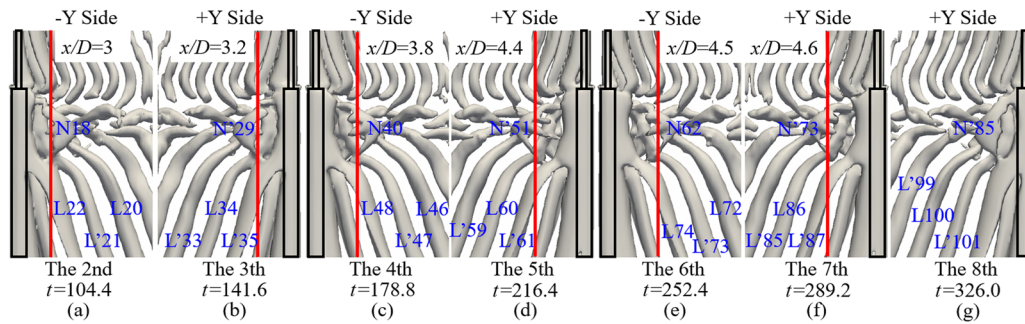 -Y Side
+Y Side
-Y Side
+Y Side
-Y Side
+Y Side
+Y Side
x/D=3
x/D=3.2
x/D=3.8
x/D=4.4
x/D=4.5
x/D=4.6
N18
N'29
N40
N'51
N62
N'73
N'85
L22
L20
L'21
L34
L'33
L'35
L48
L46
L'47
L60
L'59
L'61
L72
L74
L'73
L86
L'85
L'87
L'99
L100
L'101
The 2nd
t=104.4
(a)
The 3th
t=141.6
(b)
The 4th
t=178.8
(c)
The 5th
t=216.4
(d)
The 6th
t=252.4
(e)
The 7th
t=289.2
(f)
The 8th
t=326.0
(g)